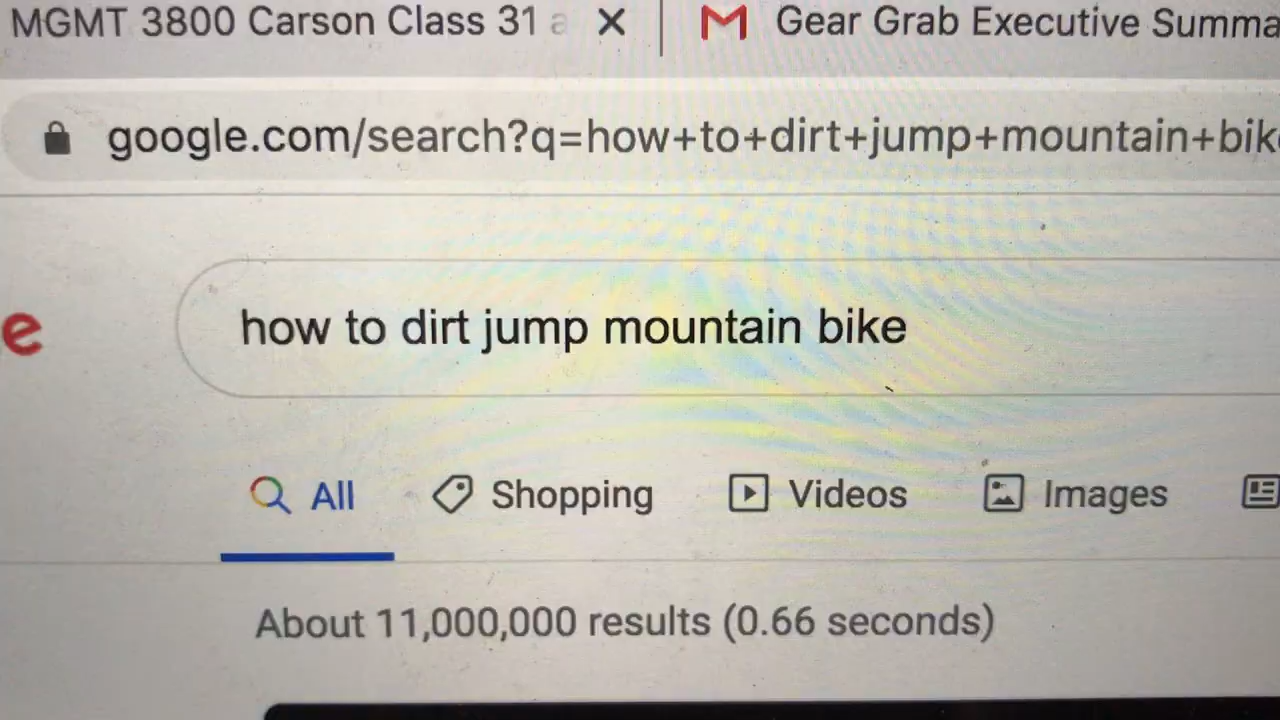 MGMT 3800 Carson Class 31 a
Gear Grab Executive Summa
google.com/search?q=how+to+dirt+jump+mountain+bike
e
how to dirt jump mountain bike
All
Shopping
Videos
Images
About 11,000,000 results (0.66 seconds)